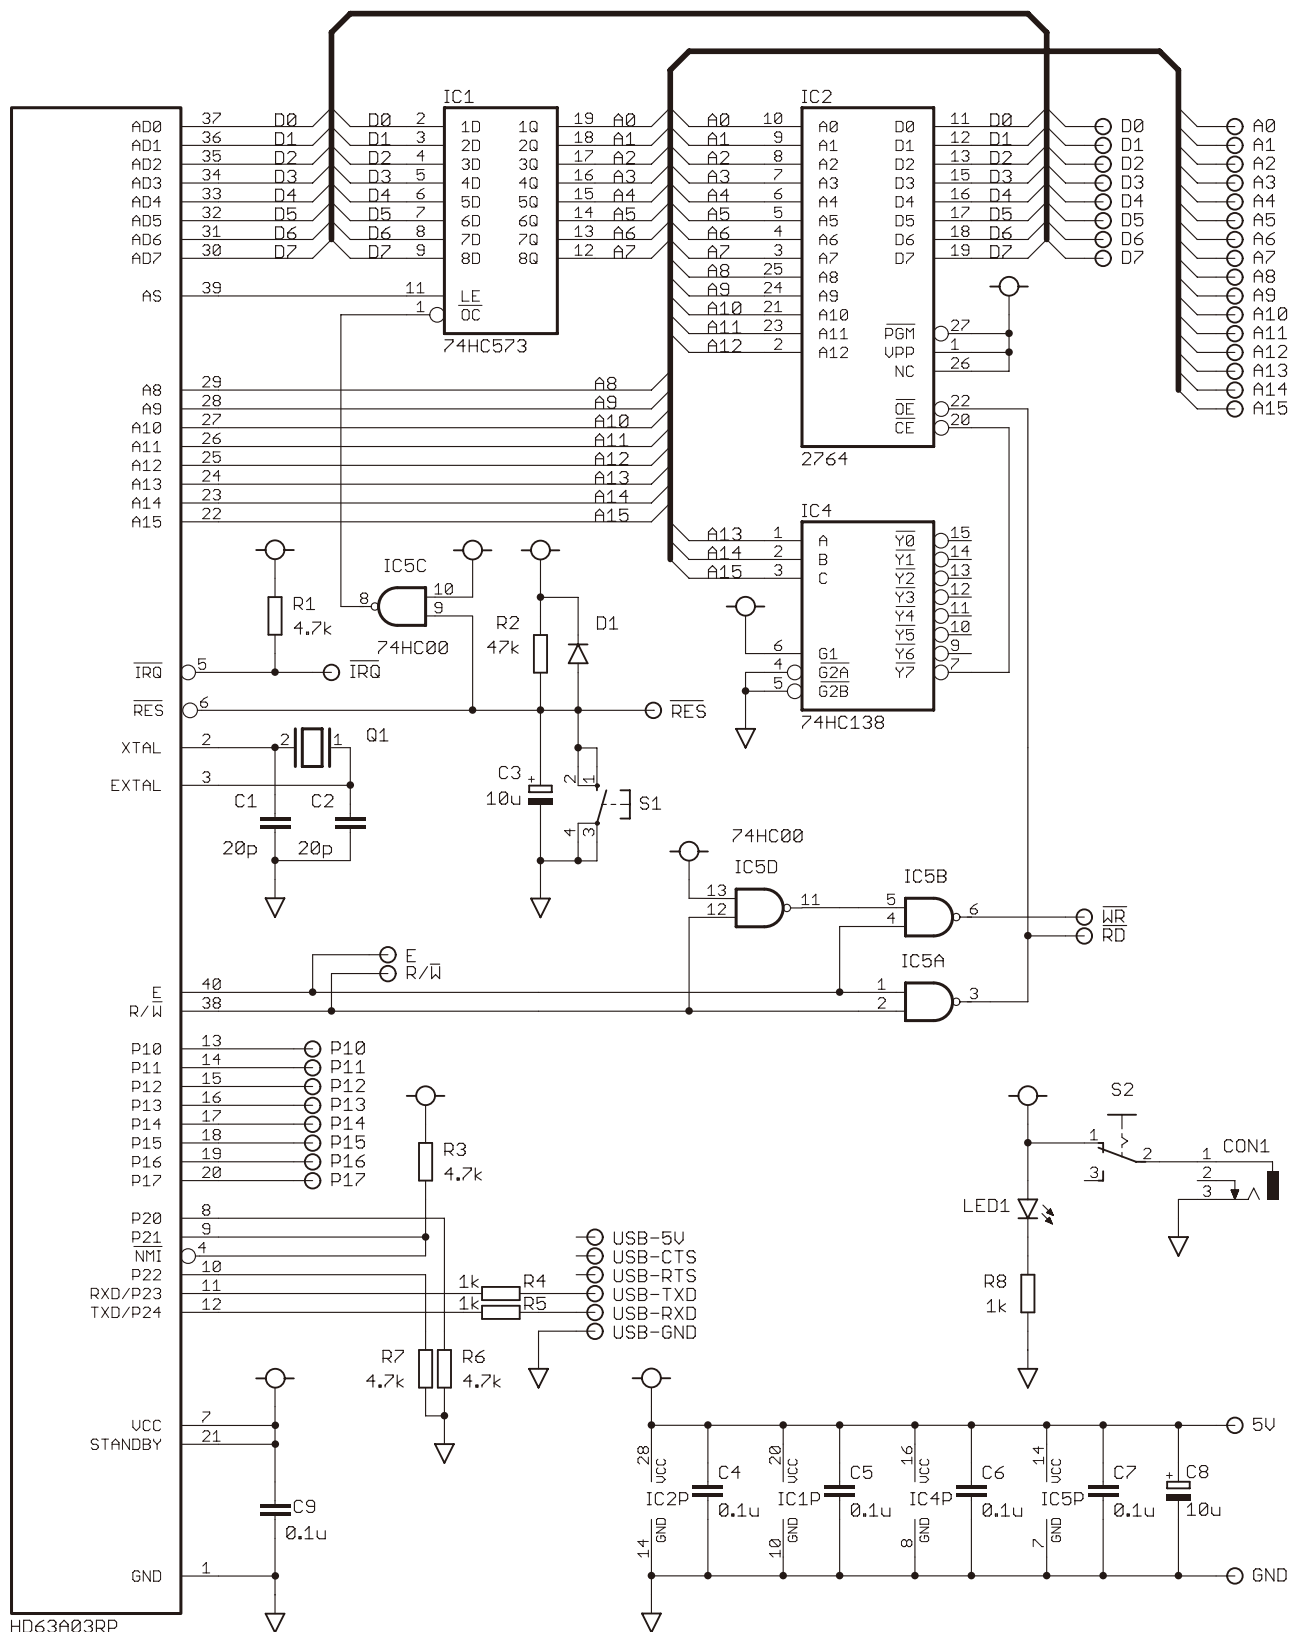 IC1
IC2
AD0 37 D0 D0 2 1D 1Q 19 A0 A0 10 A0 D0 11 D0 D0 A0
AD1 36 D1 D1 3 2D 2Q 18 A1 A1 9 A1 D1 12 D1 D1 A1
AD2 35 D2 D2 4 3D 3Q 17 A2 A2 8 A2 D2 13 D2 D2 A2
AD3 34 D3 D3 5 4D 4Q 16 A3 A3 7 A3 D3 15 D3 D3 A3
AD4 33 D4 D4 6 5D 5Q 15 A4 A4 6 A4 D4 16 D4 D4 A4
AD5 32 D5 D5 7 6D 6Q 14 A5 A5 5 A5 D5 17 D5 D5 A5
AD6 31 D6 D6 8 7D 7Q 13 A6 A6 4 A6 D6 18 D6 D6 A6
AD7 30 D7 D7 9 8D 8Q 12 A7 A7 3 A7 D7 19 D7 D7 A7
A8 25 A8 A8
AS 39 11 LE A9 24 A9 A9
1 OC A10 21 A10 A10
A11 23 A11 PGM 27 A11
74HC573 A12 2 A12 VPP 1 A12
NC 26 A13
A8 29 A8 A14
A9 28 A9 OE 22 A15
A10 27 A10 CE 20
A11 26 A11
A12 25 A12 2764
A13 24 A13
A14 23 A14 IC4
A15 22 A15
A13 1 A Y0 15
A14 2 B Y1 14
A15 3 C Y2 13
Y3 12
Y4 11
Y5 10
6 G1 Y6 9
4 G2A Y7 7
5 G2B
74HC138
IC5C
8 10
9
74HC00
R1
4.7k
R2
47k
D1
IRQ 5 IRQ
RES 6 RES
XTAL 2 2 1 Q1
EXTAL 3
C1 C2
20p 20p
C3
+
10u
2 1
4 3
S1
74HC00
IC5D
13
12
11
IC5B
5
4
6
WR
RD
IC5A
1
2
3
E
R/W
E 40
R/W 38
P10 13 P10
P11 14 P11
P12 15 P12
P13 16 P13
P14 17 P14
P15 18 P15
P16 19 P16
P17 20 P17
R3
4.7k
S2
1
2
3
CON1
1
2
3
LED1
R8
1k
P20 8
P21 9
NMI 4
P22 10
RXD/P23 11 1k R4
TXD/P24 12 1k R5
USB-5V
USB-CTS
USB-RTS
USB-TXD
USB-RXD
USB-GND
R7 R6
4.7k 4.7k
VCC 7
STANDBY 21
C9
0.1u
GND 1
HD63A03RP
5V
28 VCC
IC2P
GND 14
C4
0.1u
20 VCC
IC1P
GND 10
C5
0.1u
16 VCC
IC4P
GND 8
C6
0.1u
14 VCC
IC5P
GND 7
C7
0.1u
+
C8
10u
GND